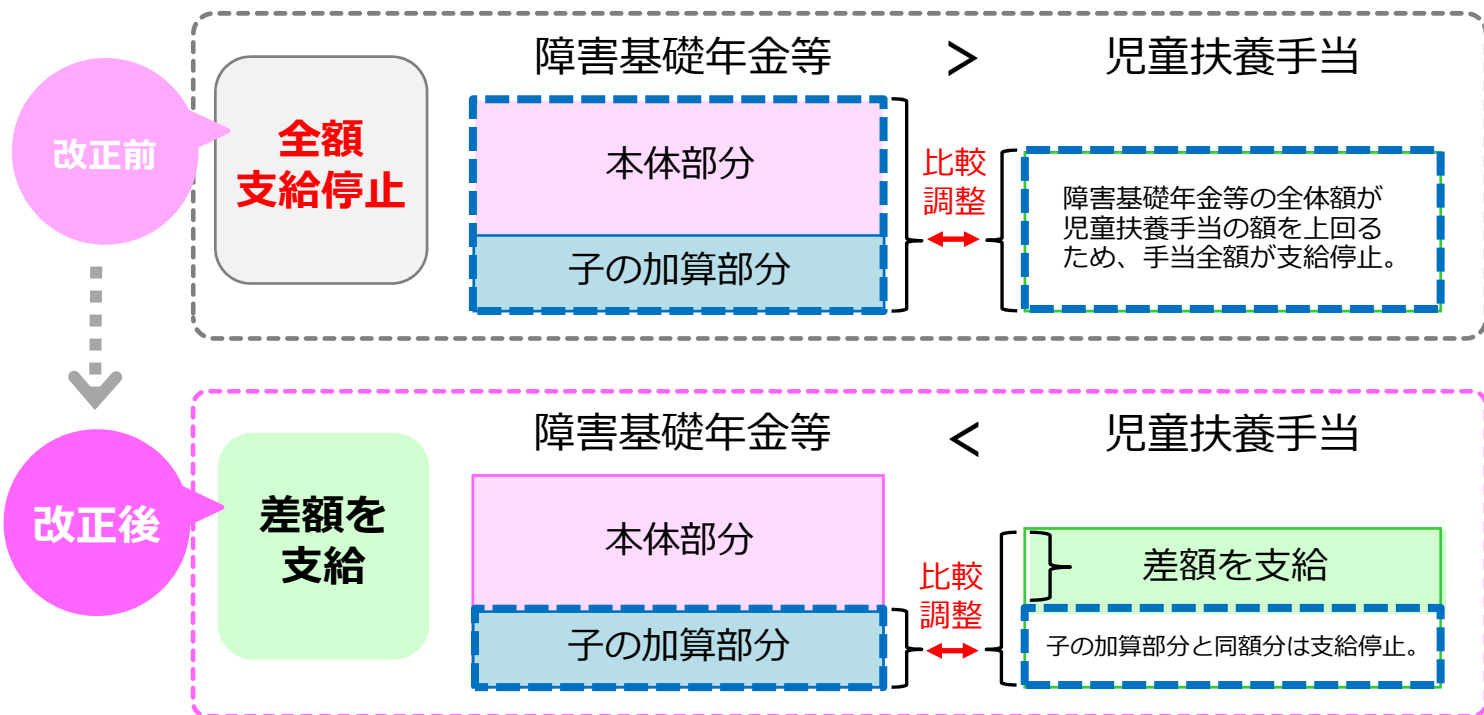 改正前
全額
支給停止
障害基礎年金等 > 児童扶養手当
本体部分
子の加算部分
比較
調整
障害基礎年金等の全体額が
児童扶養手当の額を上回る
ため、手当全額が支給停止。
改正後
差額を
支給
障害基礎年金等 < 児童扶養手当
本体部分
子の加算部分
比較
調整
差額を支給
子の加算部分と同額分は支給停止。